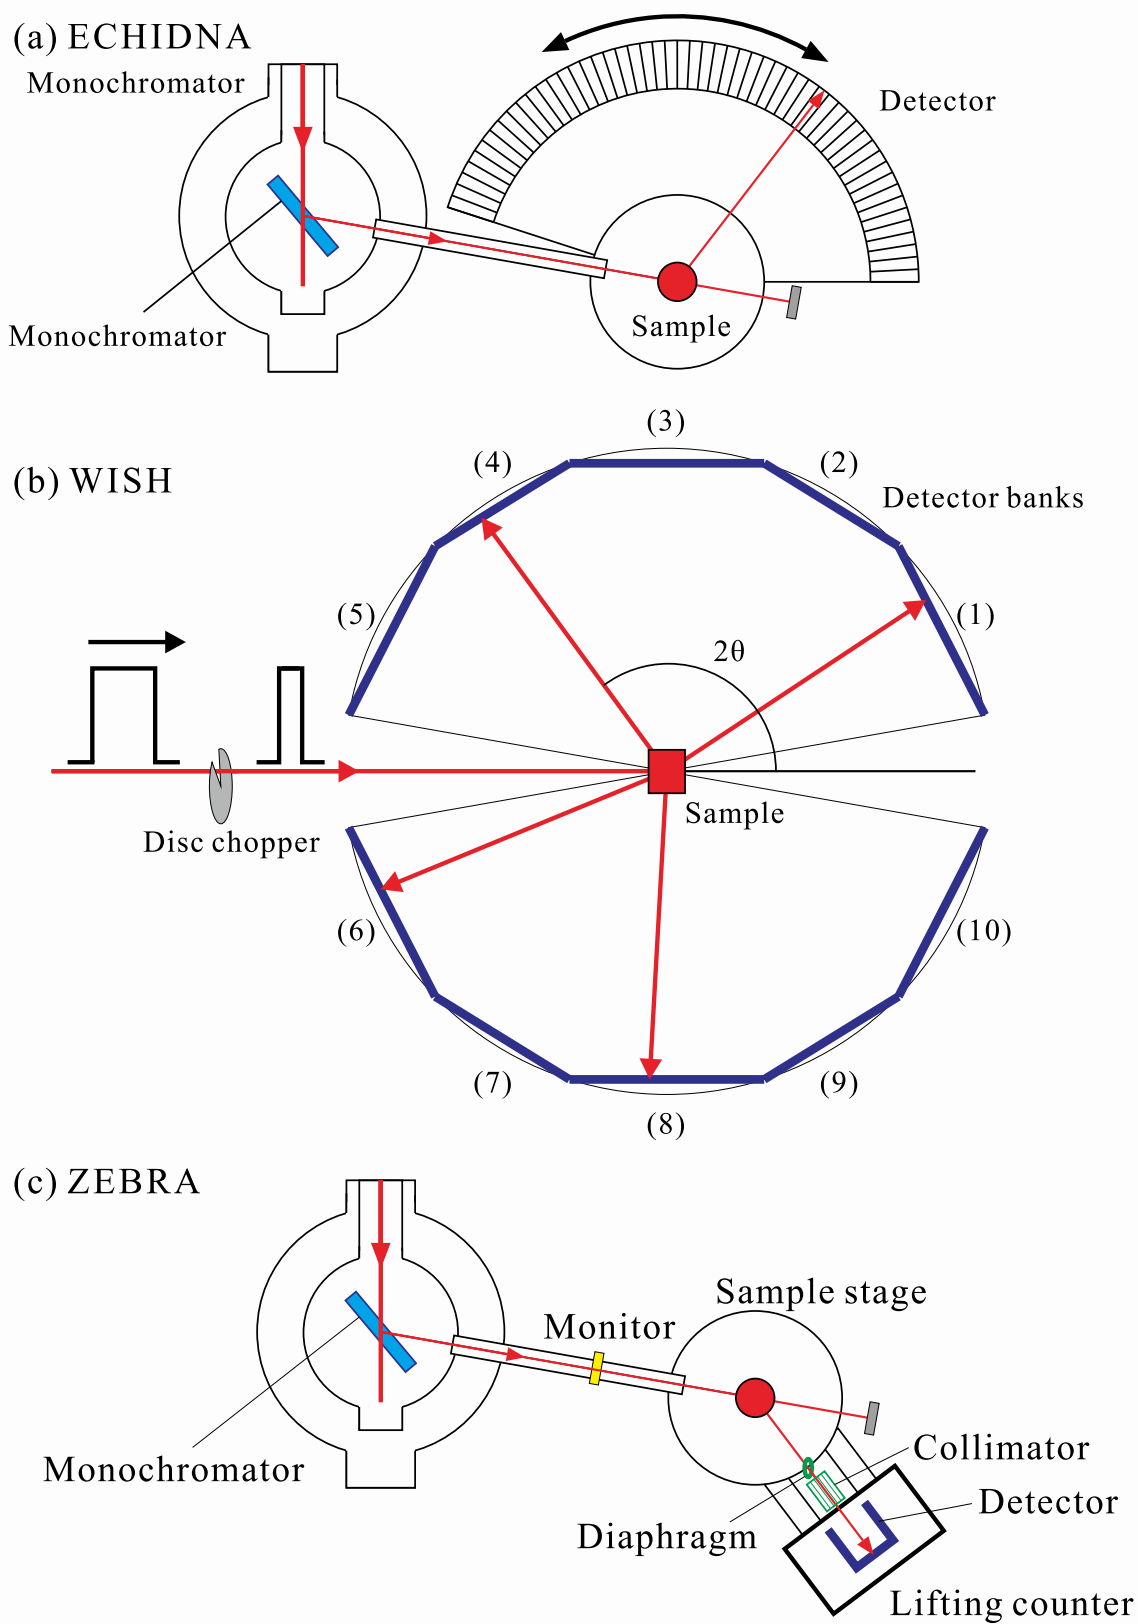 (a) ECHIDNA
Monochromator
Detector
Sample
Monochromator
(3)
(4)
(2)
(b) WISH
Detector banks
(5)
(1)
2θ
Sample
Disc chopper
(6)
(10)
(7)
(9)
(8)
(c) ZEBRA
Sample stage
Monitor
Collimator
Monochromator
Detector
Diaphragm
Lifting counter